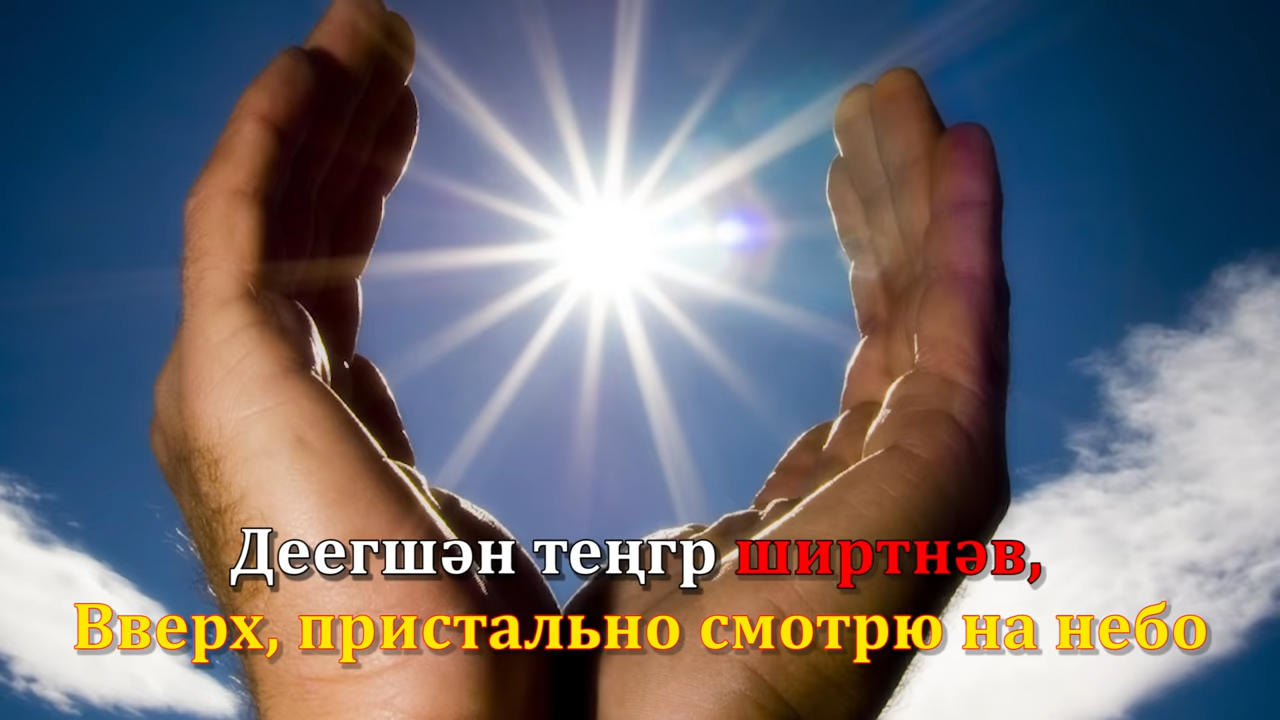 Деегшән теңгр ширтнәв,
Вверх, пристально смотрю на небо